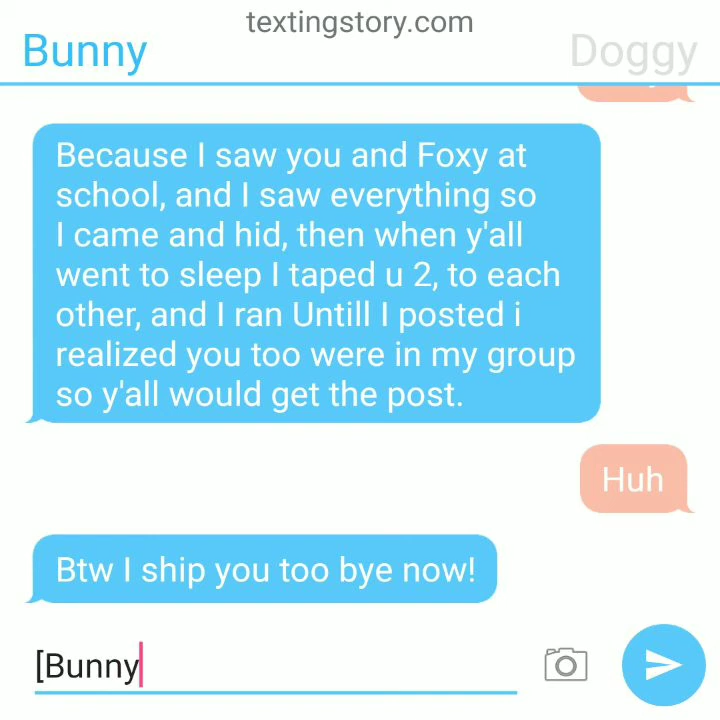 textingstory.com
Bunny
Doggy
Because I saw you and Foxy at
school, and I saw everything so
I came and hid, then when y'all
went to sleep I taped u 2, to each
other, and I ran Untill I posted i
realized you too were in my group
so y'all would get the post.
Huh
Btw I ship you too bye now!
[Bunny